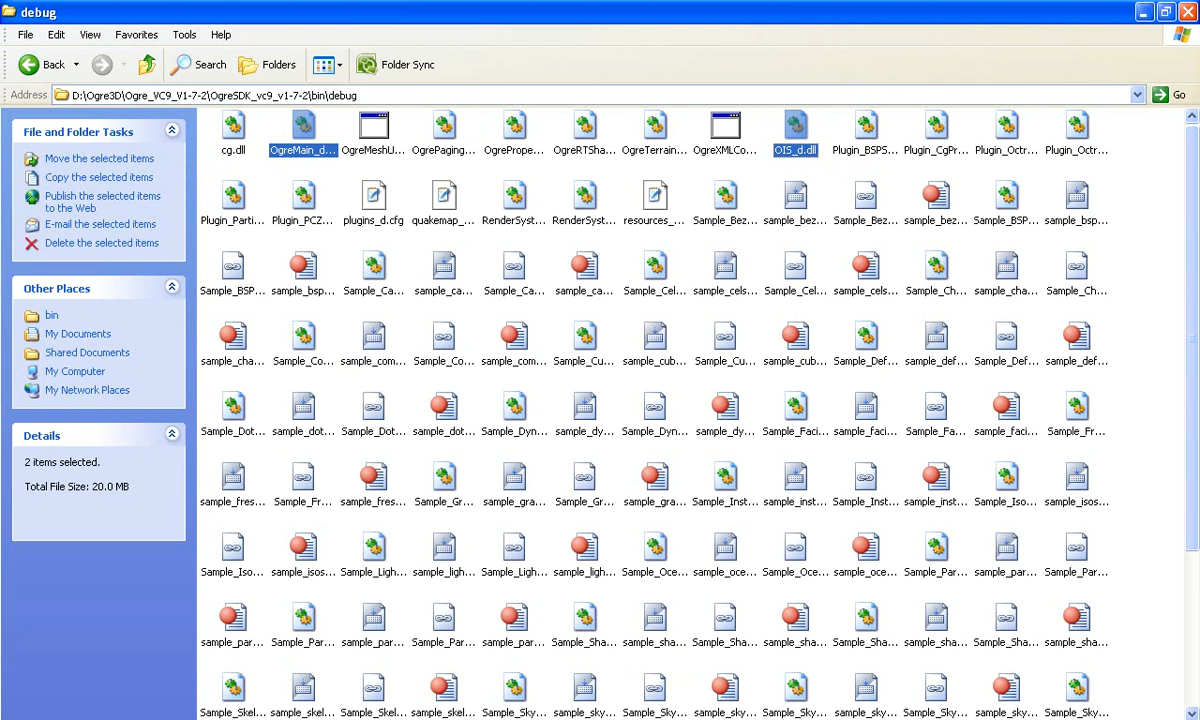 debug
File Edit View Favorites Tools Help
Back Search Folders Folder Sync
Address D:\Ogre3D\Ogre_VC9_V1-7-2\OgreSDK_vc9_v1-7-2\bin\debug Go
File and Folder Tasks
Move the selected items
Copy the selected items
Publish the selected items
to the Web
E-mail the selected items
Delete the selected items
Other Places
bin
My Documents
Shared Documents
My Computer
My Network Places
Details
2 items selected.
Total File Size: 20.0 MB
cg.dll OgreMain_d... OgreMeshU... OgrePaging... OgrePrope... OgreRTSha... OgreTerrain... OgreXMLCo... OIS_d.dll Plugin_BSPS... Plugin_CgPr... Plugin_Octr... Plugin_Octr...
Plugin_Parti... Plugin_PCZ... plugins_d.cfg quakemap_... RenderSyst... RenderSyst... resources_... Sample_Bez... sample_bez... Sample_Bez... sample_bez... Sample_BSP... sample_bsp...
Sample_BSP... sample_bsp... Sample_Ca... sample_ca... Sample_Ca... sample_ca... Sample_Cel... sample_cels... Sample_Cel... sample_cels... Sample_Ch... sample_cha... Sample_Ch...
sample_cha... Sample_Co... sample_com... Sample_Co... sample_com... Sample_Cu... sample_cub... Sample_Cu... sample_cub... Sample_Def... sample_def... Sample_Def... sample_def...
Sample_Dot... sample_dot... Sample_Dot... sample_dot... Sample_Dyn... sample_dy... Sample_Dyn... sample_dy... Sample_Faci... sample_faci... Sample_Fa... sample_faci... Sample_Fr...
sample_fres... Sample_Fr... sample_fres... Sample_Gr... sample_gra... Sample_Gr... sample_gra... Sample_Inst... sample_inst... Sample_Inst... sample_inst... Sample_Iso... sample_isos...
Sample_Iso... sample_isos... Sample_Ligh... sample_ligh... Sample_Ligh... sample_ligh... Sample_Oce... sample_oce... Sample_Oce... sample_oce... Sample_Par... sample_par... Sample_Par...
sample_par... Sample_Par... sample_par... Sample_Par... sample_par... Sample_Sha... sample_sha... Sample_Sha... sample_sha... Sample_Sha... sample_sha... Sample_Sha... sample_sha...
Sample_Skel... sample_skel... Sample_Skel... sample_skel... Sample_Sky... sample_sky... Sample_Sky... sample_sky... Sample_Sky... sample_sky... Sample_Sky... sample_sky... Sample_Sky...